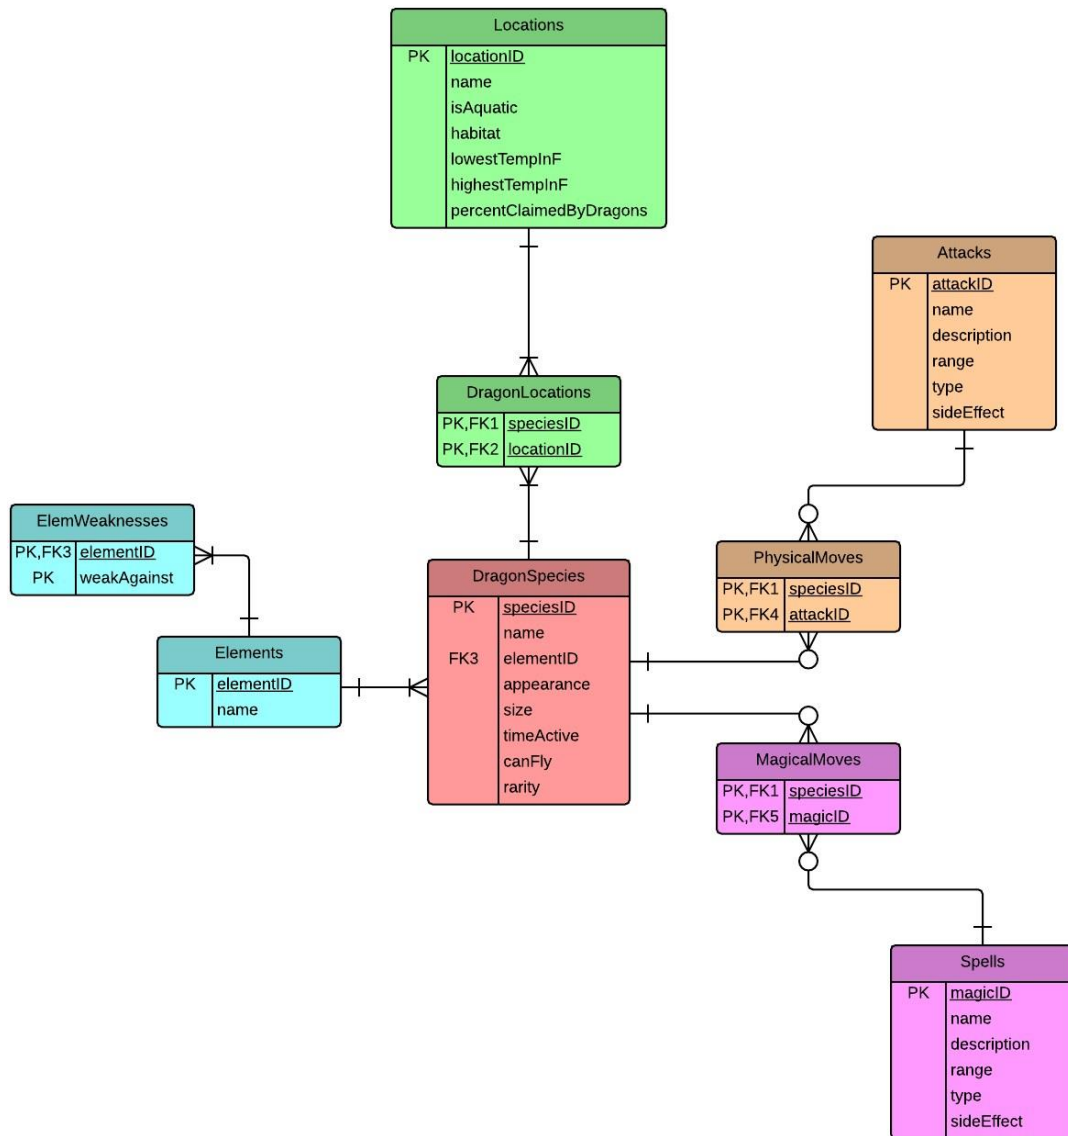 Locations
PK locationID
name
isAquatic
habitat
lowestTempInF
highestTempInF
percentClaimedByDragons
Attacks
PK attackID
name
description
range
type
sideEffect
DragonLocations
PK,FK1 speciesID
PK,FK2 locationID
ElemWeaknesses
PK,FK3 elementID
PK weakAgainst
DragonSpecies
PK speciesID
name
FK3 elementID
appearance
size
timeActive
canFly
rarity
PhysicalMoves
PK,FK1 speciesID
PK,FK4 attackID
Elements
PK elementID
name
MagicalMoves
PK,FK1 speciesID
PK,FK5 magicID
Spells
PK magicID
name
description
range
type
sideEffect